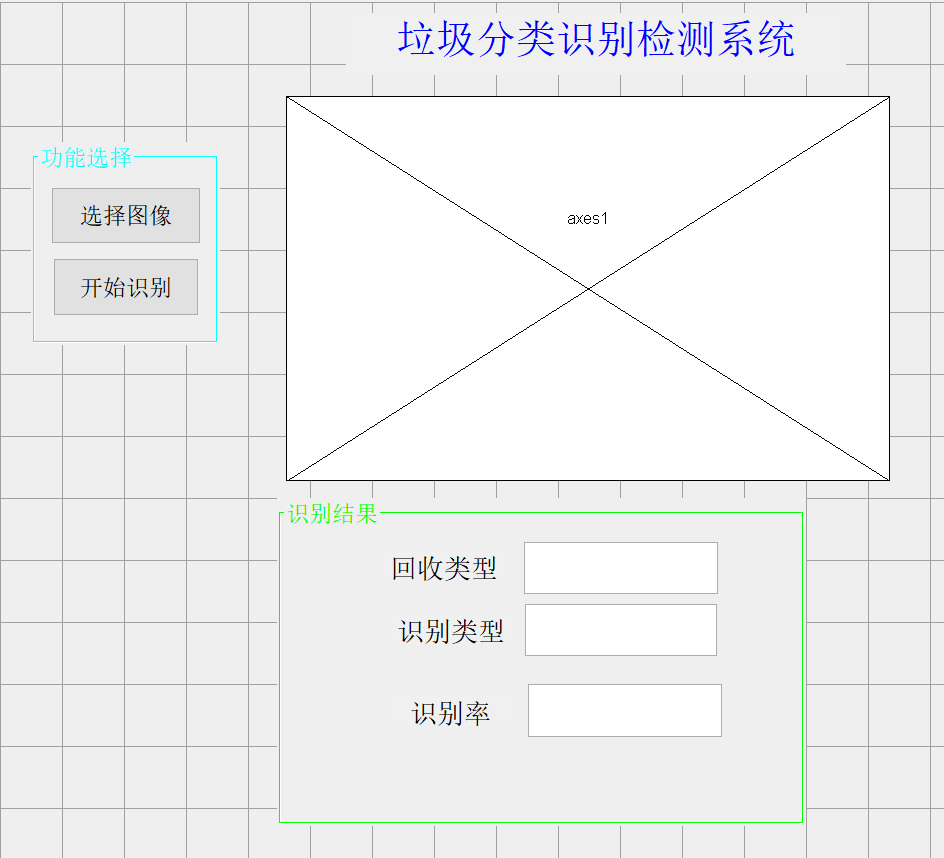 垃圾分类识别检测系统
功能选择
选择图像
开始识别
axes1
识别结果
回收类型
识别类型
识别率